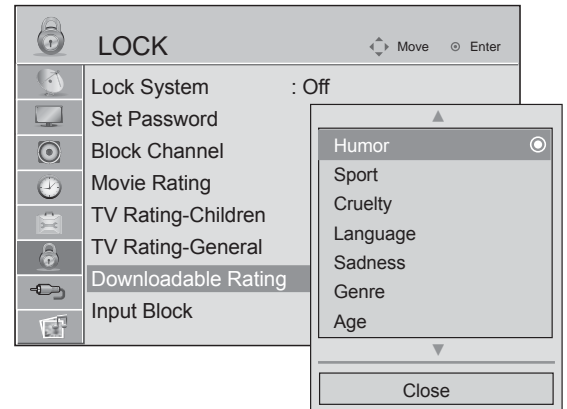 LOCK
Move
Enter
Lock System : Off
Set Password
Block Channel
Movie Rating
TV Rating-Children
TV Rating-General
Downloadable Rating
Input Block
Humor
Sport
Cruelty
Language
Sadness
Genre
Age
Close